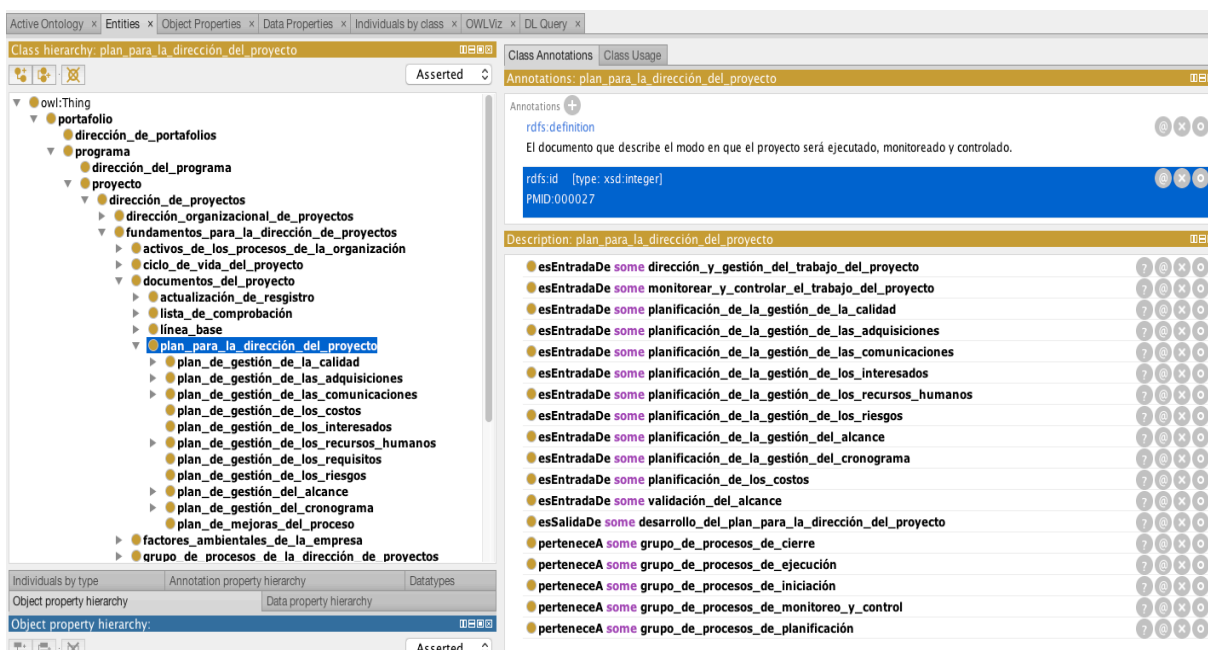 Active Ontology × Entities × Object Properties × Data Properties × Individuals by class × OWLViz × DL Query ×
Class hierarchy: plan_para_la_dirección_del_proyecto
Asserted
owl:Thing
portafolio
dirección_de_portafolios
programa
dirección_del_programa
proyecto
dirección_de_proyectos
dirección_organizacional_de_proyectos
fundamentos_para_la_dirección_de_proyectos
activos_de_los_procesos_de_la_organización
ciclo_de_vida_del_proyecto
documentos_del_proyecto
actualización_de_resgistro
lista_de_comprobación
línea_base
plan_para_la_dirección_del_proyecto
plan_de_gestión_de_la_calidad
plan_de_gestión_de_las_adquisiciones
plan_de_gestión_de_las_comunicaciones
plan_de_gestión_de_los_costos
plan_de_gestión_de_los_interesados
plan_de_gestión_de_los_recursos_humanos
plan_de_gestión_de_los_requisitos
plan_de_gestión_de_los_riesgos
plan_de_gestión_del_alcance
plan_de_gestión_del_cronograma
plan_de_mejoras_del_proceso
factores_ambientales_de_la_empresa
grupo_de_procesos_de_la_dirección_de_proyectos
Individuals by type Annotation property hierarchy Datatypes
Object property hierarchy Data property hierarchy
Object property hierarchy:
Asserted
Class Annotations Class Usage
Annotations: plan_para_la_dirección_del_proyecto
Annotations
rdfs:definition
El documento que describe el modo en que el proyecto será ejecutado, monitoreado y controlado.
rdfs:id [type: xsd:integer]
PMID:000027
Description: plan_para_la_dirección_del_proyecto
esEntradaDe some dirección_y_gestión_del_trabajo_del_proyecto
esEntradaDe some monitorear_y_controlar_el_trabajo_del_proyecto
esEntradaDe some planificación_de_la_gestión_de_la_calidad
esEntradaDe some planificación_de_la_gestión_de_las_adquisiciones
esEntradaDe some planificación_de_la_gestión_de_las_comunicaciones
esEntradaDe some planificación_de_la_gestión_de_los_interesados
esEntradaDe some planificación_de_la_gestión_de_los_recursos_humanos
esEntradaDe some planificación_de_la_gestión_de_los_riesgos
esEntradaDe some planificación_de_la_gestión_del_alcance
esEntradaDe some planificación_de_la_gestión_del_cronograma
esEntradaDe some planificación_de_los_costos
esEntradaDe some validación_del_alcance
esSalidaDe some desarrollo_del_plan_para_la_dirección_del_proyecto
perteneceA some grupo_de_procesos_de_cierre
perteneceA some grupo_de_procesos_de_ejecución
perteneceA some grupo_de_procesos_de_iniciación
perteneceA some grupo_de_procesos_de_monitoreo_y_control
perteneceA some grupo_de_procesos_de_planificación